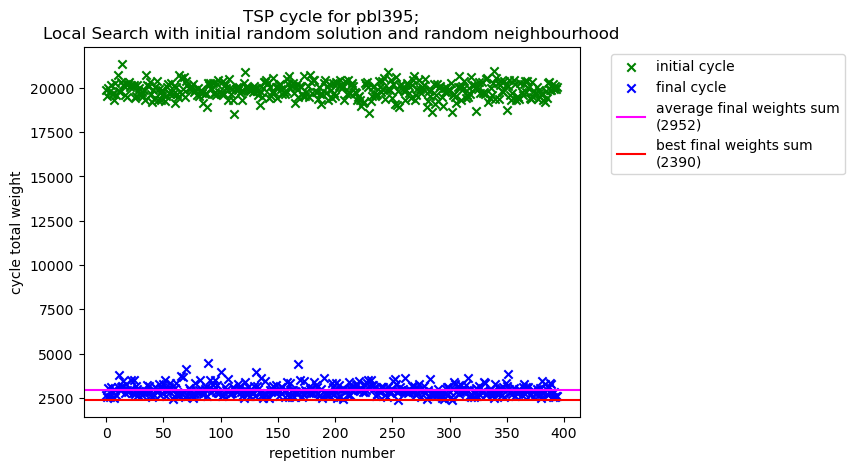 TSP cycle for pbl395;
Local Search with initial random solution and random neighbourhood
cycle total weight
20000
17500
15000
12500
10000
7500
5000
2500
0 50 100 150 200 250 300 350 400
repetition number
initial cycle
final cycle
average final weights sum
(2952)
best final weights sum
(2390)